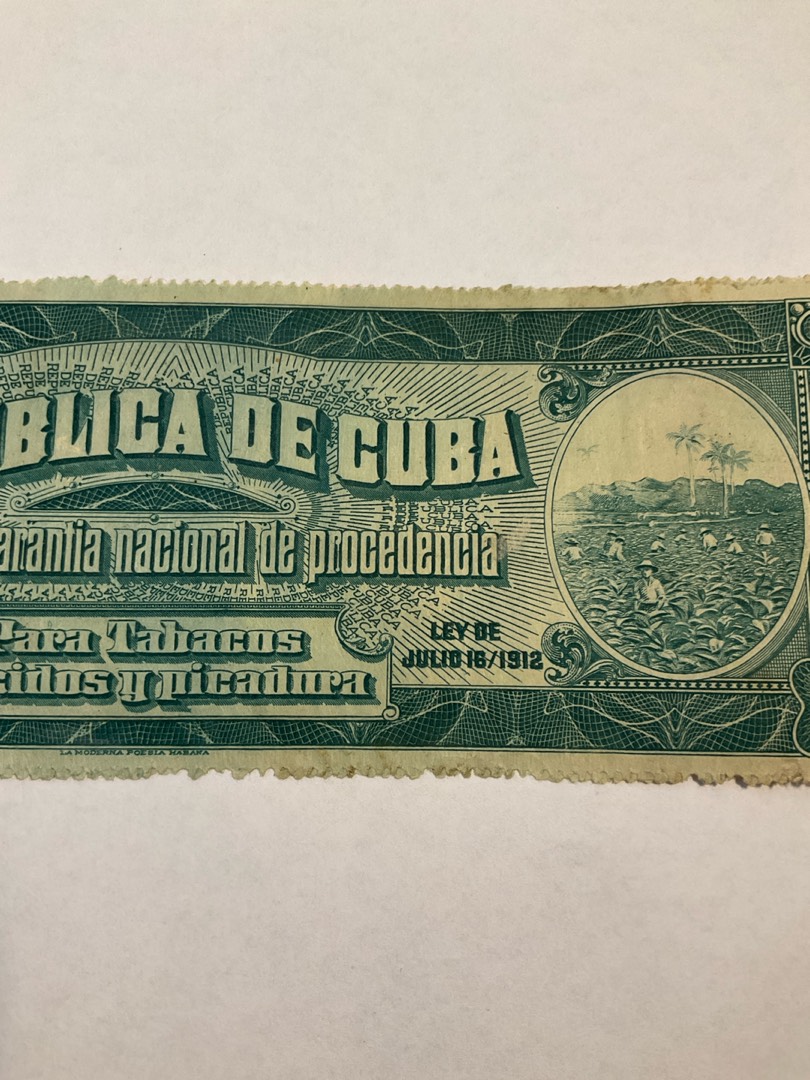 BLICA DE CUBA
arantia nacional de procedencia
Para Tabacos
cidos y picadura
LEY DE
JULIO 16/1912
LA MODERNA POESIA HABANA